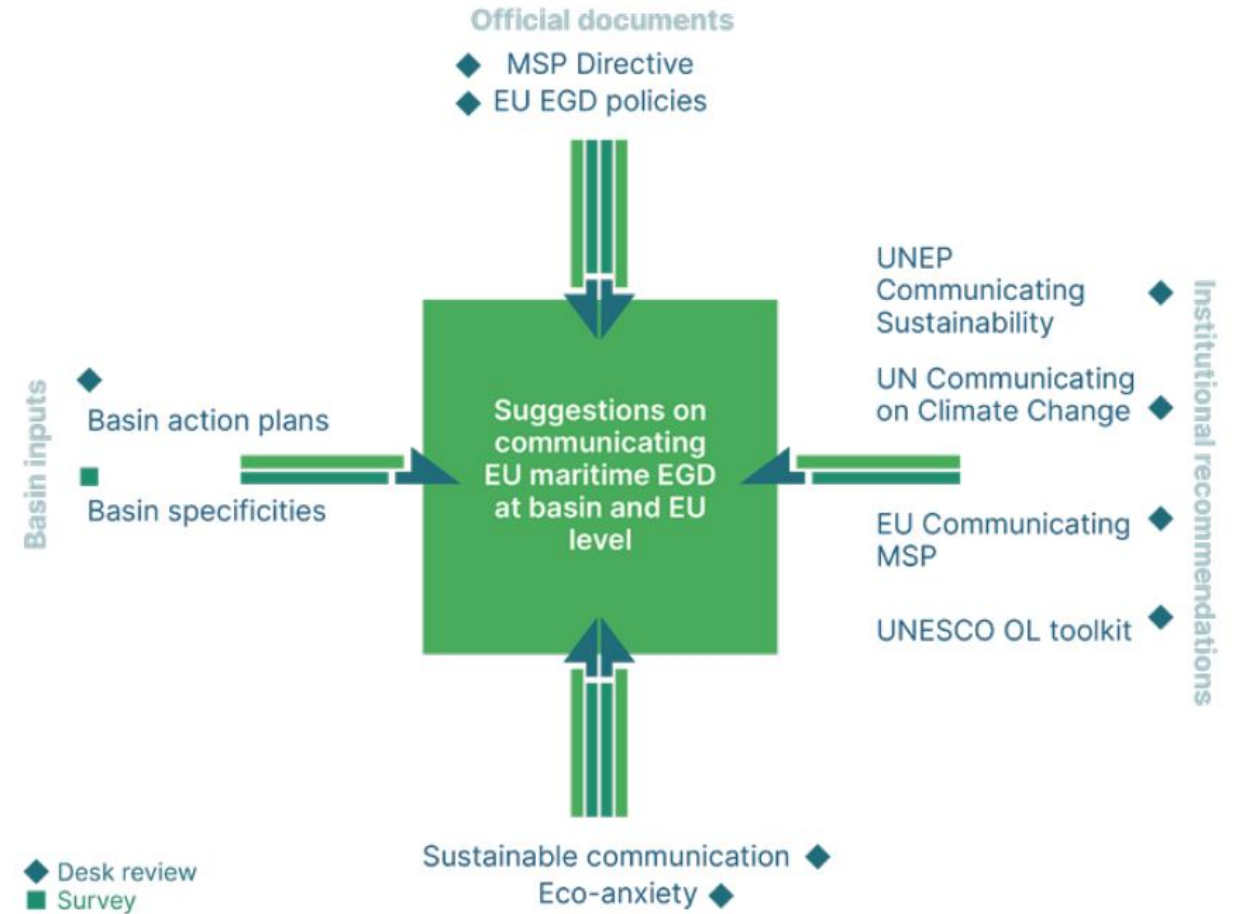 Official documents
MSP Directive
EU EGD policies
Basin inputs
Basin action plans
Basin specificities
Suggestions on
communicating
EU maritime EGD
at basin and EU
level
UNEP
Communicating
Sustainability
UN Communicating
on Climate Change
EU Communicating
MSP
UNESCO OL toolkit
Institutional recommendations
Sustainable communication
Eco-anxiety
Desk review
Survey